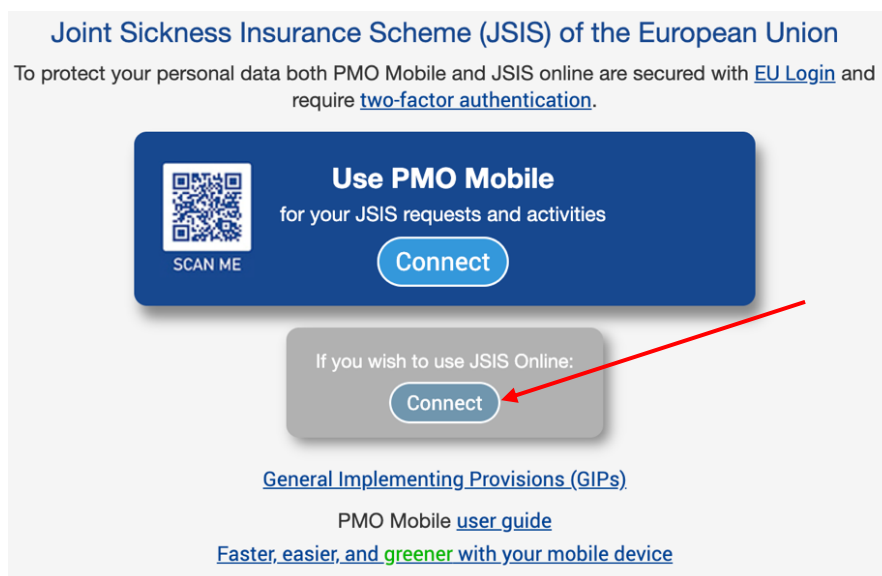 Joint Sickness Insurance Scheme (JSIS) of the European Union
To protect your personal data both PMO Mobile and JSIS online are secured with EU Login and
require two-factor authentication.
Use PMO Mobile
for your JSIS requests and activities
SCAN ME
Connect
If you wish to use JSIS Online:
Connect
General Implementing Provisions (GIPs)
PMO Mobile user guide
Faster, easier, and greener with your mobile device